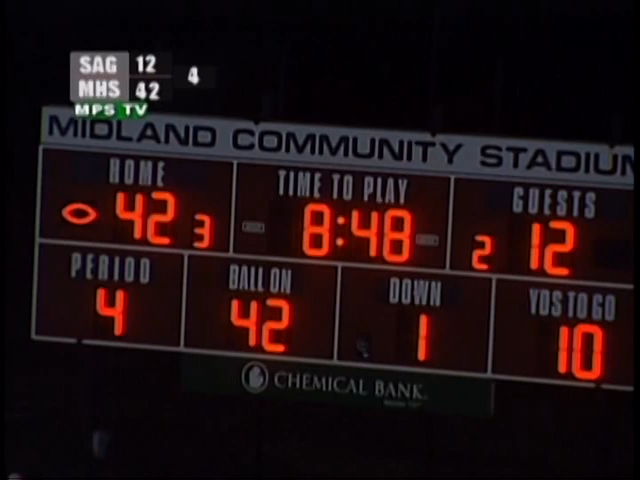 SAG 12
MHS 42 4
MPS TV
MIDLAND COMMUNITY STADIUM
HOME TIME TO PLAY GUESTS
42 3 8:48 2 12
PERIOD BALL ON DOWN YDS TO GO
4 42 1 10
CHEMICAL BANK